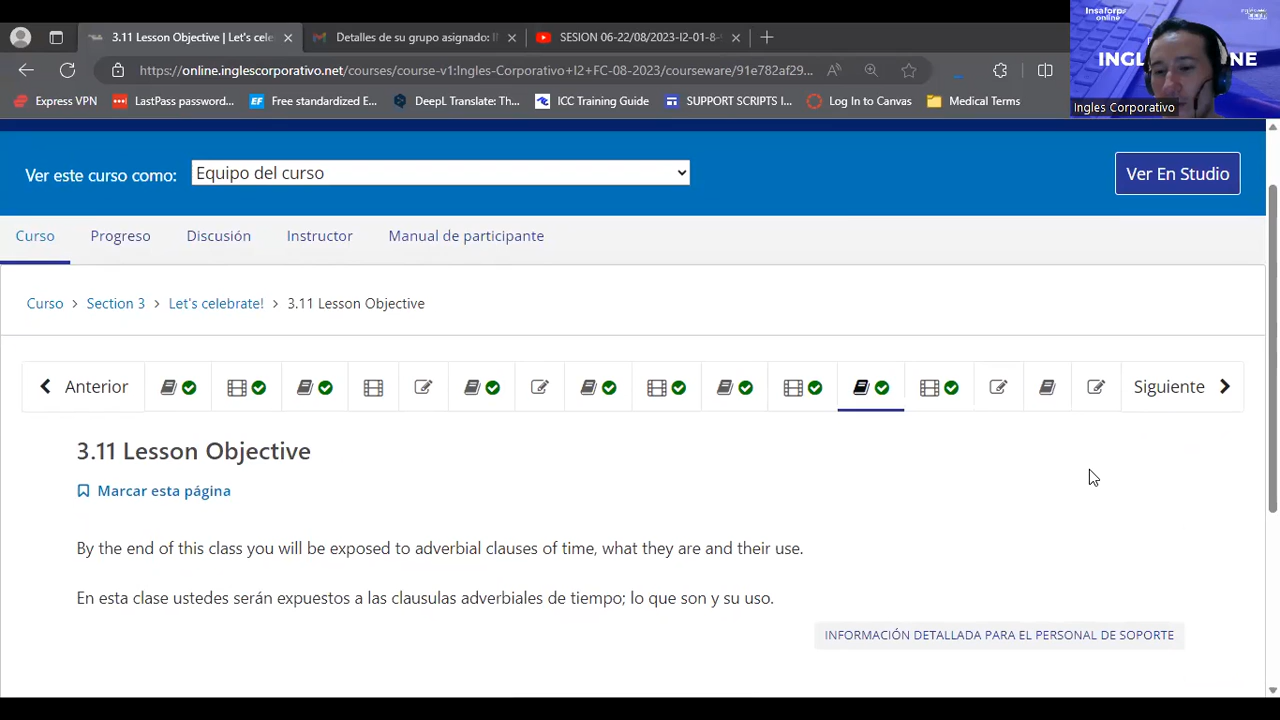 3.11 Lesson Objective | Let's cele
Detalles de su grupo asignado: I
SESION 06-22/08/2023-I2-01-8-
https://online.inglescorporativo.net/courses/course-v1:Ingles-Corporativo+I2+FC-08-2023/courseware/91e782af29...
Express VPN
LastPass password...
Free standardized E...
DeepL Translate: Th...
ICC Training Guide
SUPPORT SCRIPTS I...
Log In to Canvas
Medical Terms
Insaforp
online
INGL
NE
Ingles Corporativo
Ver este curso como:
Equipo del curso
Ver En Studio
Curso
Progreso
Discusión
Instructor
Manual de participante
Curso > Section 3 > Let's celebrate! > 3.11 Lesson Objective
Anterior
Siguiente
3.11 Lesson Objective
Marcar esta página
By the end of this class you will be exposed to adverbial clauses of time, what they are and their use.
En esta clase ustedes serán expuestos a las clausulas adverbiales de tiempo; lo que son y su uso.
INFORMACIÓN DETALLADA PARA EL PERSONAL DE SOPORTE